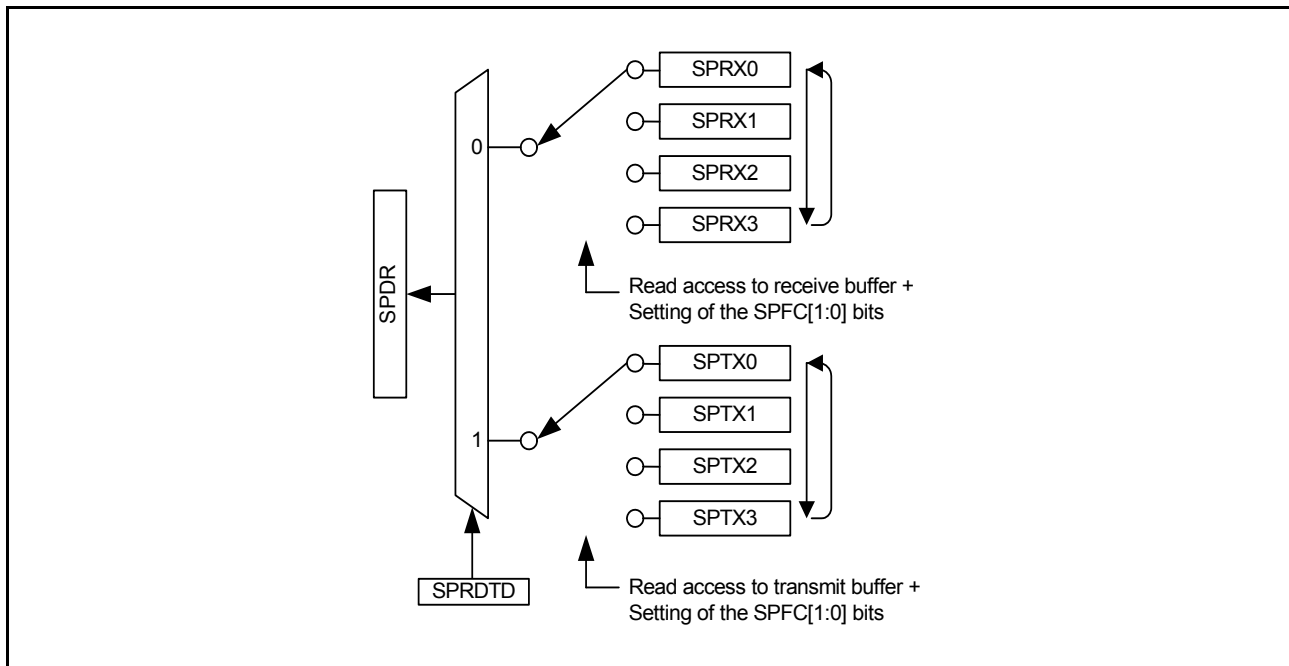 SPRX0
SPRX1
0
SPRX2
SPRX3
SPDR
Read access to receive buffer +
Setting of the SPFC[1:0] bits
SPTX0
SPTX1
1
SPTX2
SPTX3
SPRDTD
Read access to transmit buffer +
Setting of the SPFC[1:0] bits